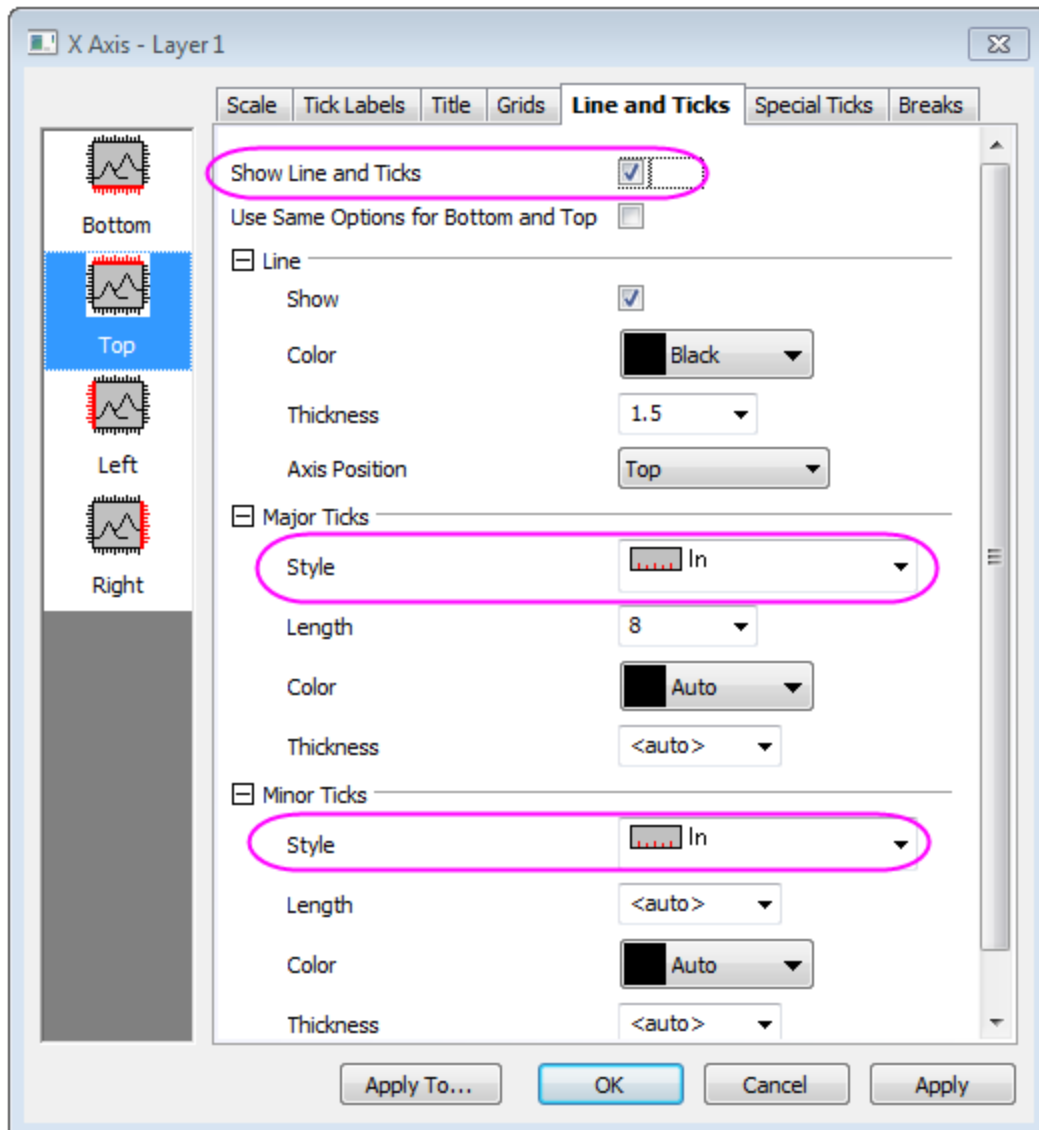 X Axis - Layer 1
Scale Tick Labels Title Grids Line and Ticks Special Ticks Breaks
Bottom
Top
Left
Right
Show Line and Ticks
Use Same Options for Bottom and Top
Line
Show
Color Black
Thickness 1.5
Axis Position Top
Major Ticks
Style In
Length 8
Color Auto
Thickness <auto>
Minor Ticks
Style In
Length <auto>
Color Auto
Thickness <auto>
Apply To... OK Cancel Apply